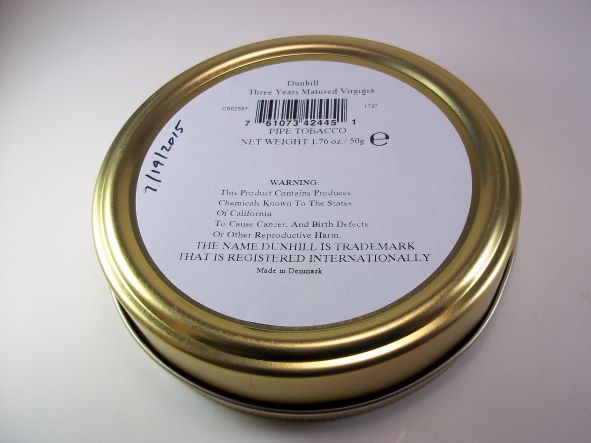 Dunhill
Three Years Matured Virginia
CB02597 1737
7 61073 42445 1
PIPE TOBACCO
NET WEIGHT 1.76 oz./ 50g e
7/19/2015
WARNING:
This Product Contains Produces
Chemicals Known To The States
Of California
To Cause Cancer, And Birth Defects
Or Other Reproductive Harm.
THE NAME DUNHILL IS TRADEMARK
THAT IS REGISTERED INTERNATIONALLY
Made in Denmark